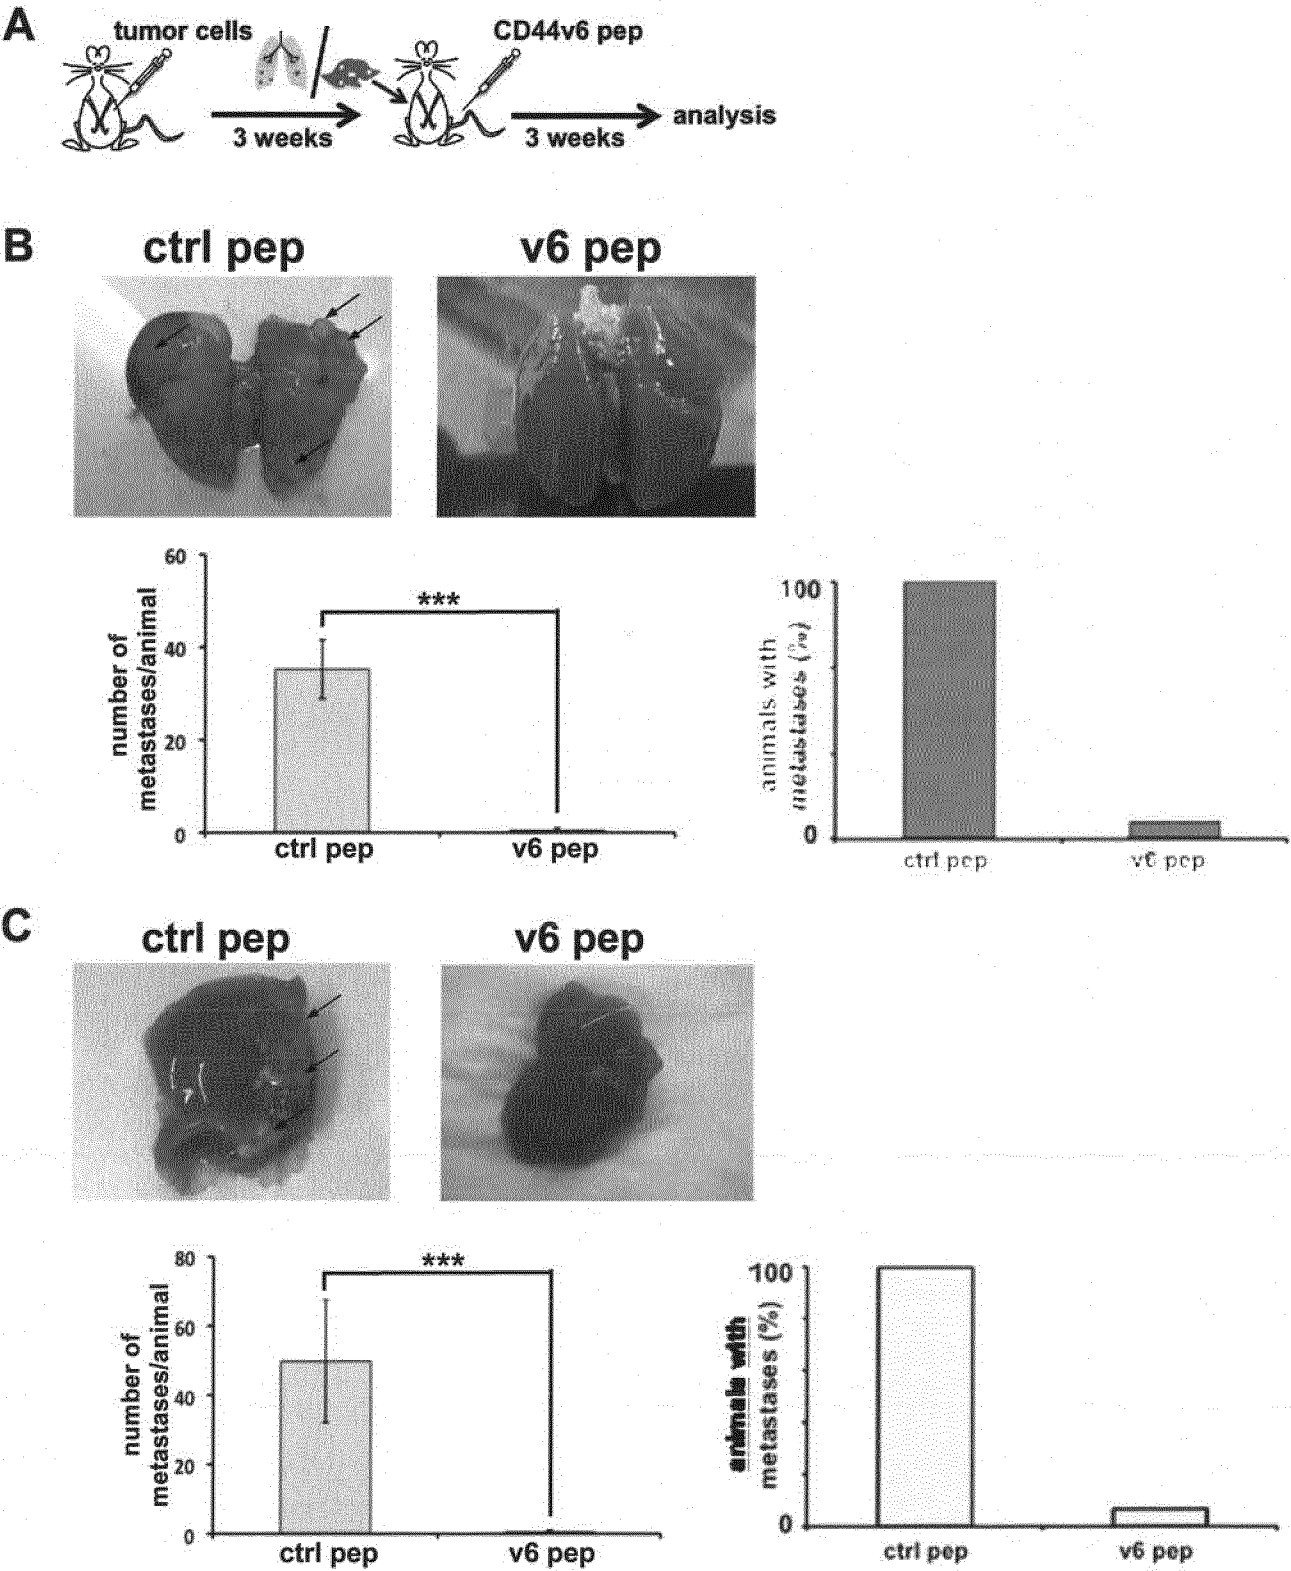 A
tumor cells
CD44v6 pep
3 weeks
3 weeks
analysis
B
ctrl pep
v6 pep
number of
metastases/animal
60
40
20
0
***
ctrl pep
v6 pep
animals with
metastases (%)
100
0
ctrl pep
v6 pep
C
ctrl pep
v6 pep
number of
metastases/animal
80
60
40
20
0
***
ctrl pep
v6 pep
animals with
metastases (%)
100
0
ctrl pep
v6 pep